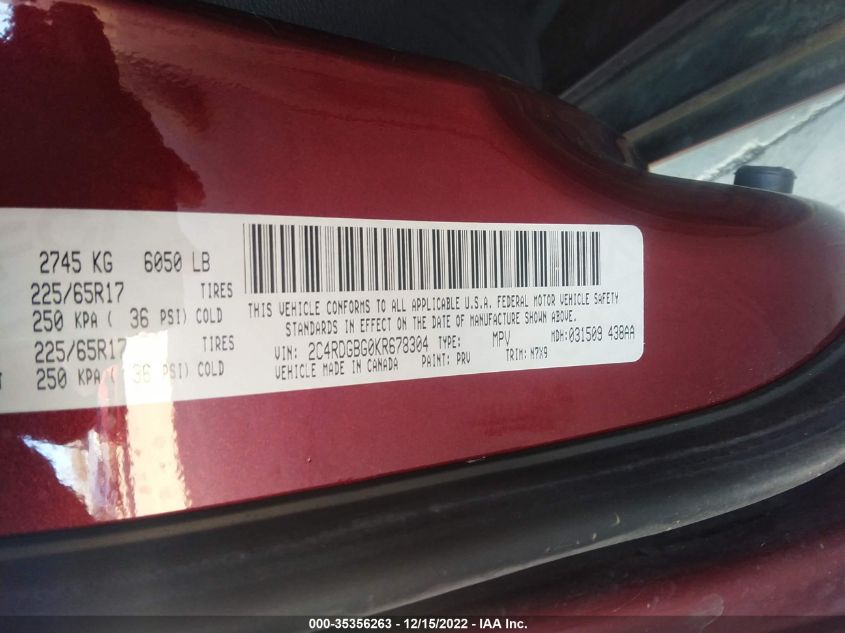 2745 KG 6050 LB
225/65R17 TIRES
250 KPA ( 36 PSI) COLD
225/65R17 TIRES
250 KPA ( 36 PSI) COLD
THIS VEHICLE CONFORMS TO ALL APPLICABLE U.S.A. FEDERAL MOTOR VEHICLE SAFETY
STANDARDS IN EFFECT ON THE DATE OF MANUFACTURE SHOWN ABOVE.
VIN: 2C4RDGBG0KR678304 TYPE: MPV MDH:031509 438AA
VEHICLE MADE IN CANADA PAINT: PRV TRIM: N7X9
000-35356263 - 12/15/2022 - IAA Inc.